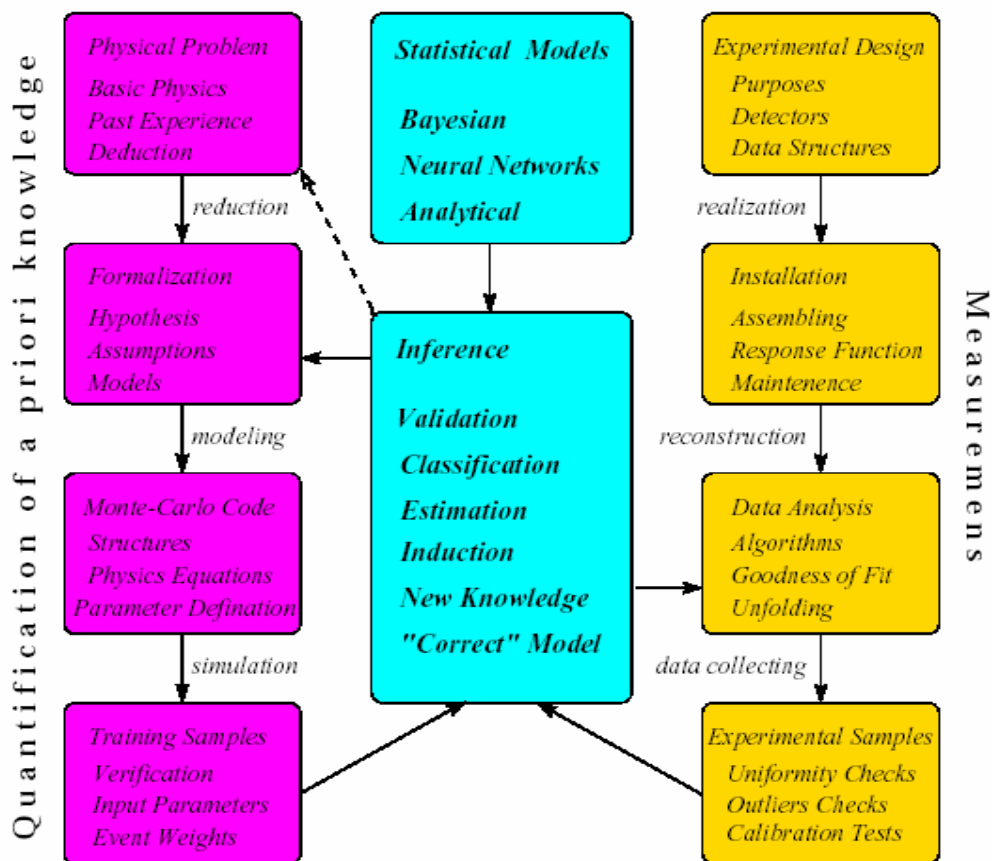 Quantification of a priori knowledge
Physical Problem
Basic Physics
Past Experience
Deduction
reduction
Formalization
Hypothesis
Assumptions
Models
modeling
Monte-Carlo Code
Structures
Physics Equations
Parameter Defination
simulation
Training Samples
Verification
Input Parameters
Event Weights
Statistical Models
Bayesian
Neural Networks
Analytical
Inference
Validation
Classification
Estimation
Induction
New Knowledge
"Correct" Model
Experimental Design
Purposes
Detectors
Data Structures
realization
Installation
Assembling
Response Function
Maintenence
reconstruction
Data Analysis
Algorithms
Goodness of Fit
Unfolding
data collecting
Experimental Samples
Uniformity Checks
Outliers Checks
Calibration Tests
Measuremens